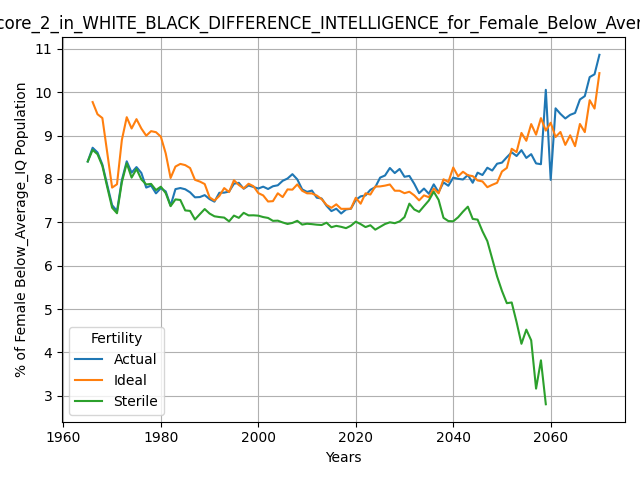 core_2_in_WHITE_BLACK_DIFFERENCE_INTELLIGENCE_for_Female_Below_Aver
% of Female Below_Average_IQ Population
11
10
9
8
7
6
5
4
3
Fertility
Actual
Ideal
Sterile
1960
1980
2000
2020
2040
2060
Years